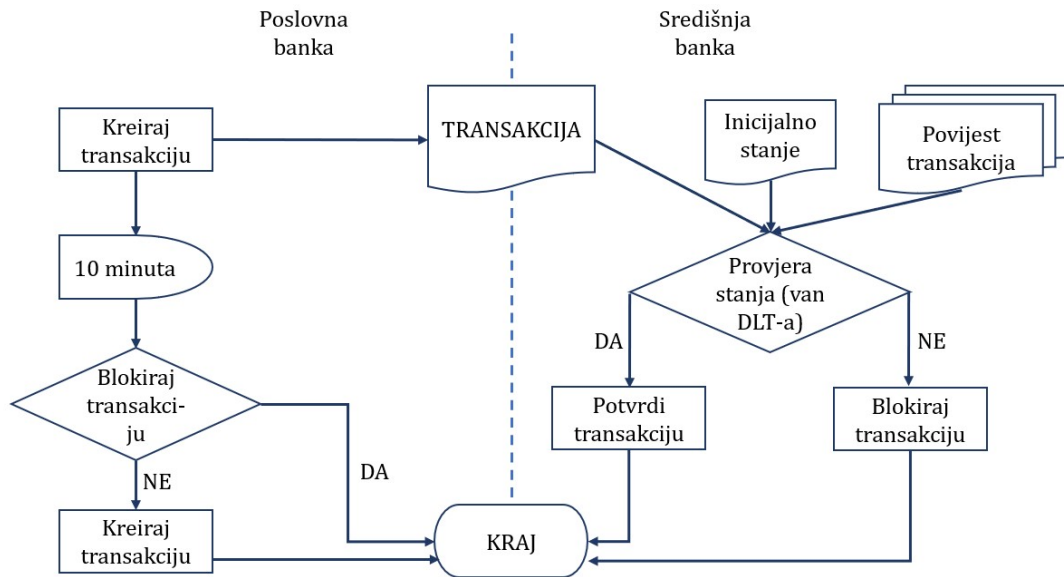 Poslovna
banka
Središnja
banka
Kreiraj
transakciju
TRANSAKCIJA
Inicijalno
stanje
Povijest
transakcija
10 minuta
Provjera
stanja (van
DLT-a)
DA
NE
Blokiraj
transakci-
ju
Potvrdi
transakciju
Blokiraj
transakciju
NE
DA
Kreiraj
transakciju
KRAJ